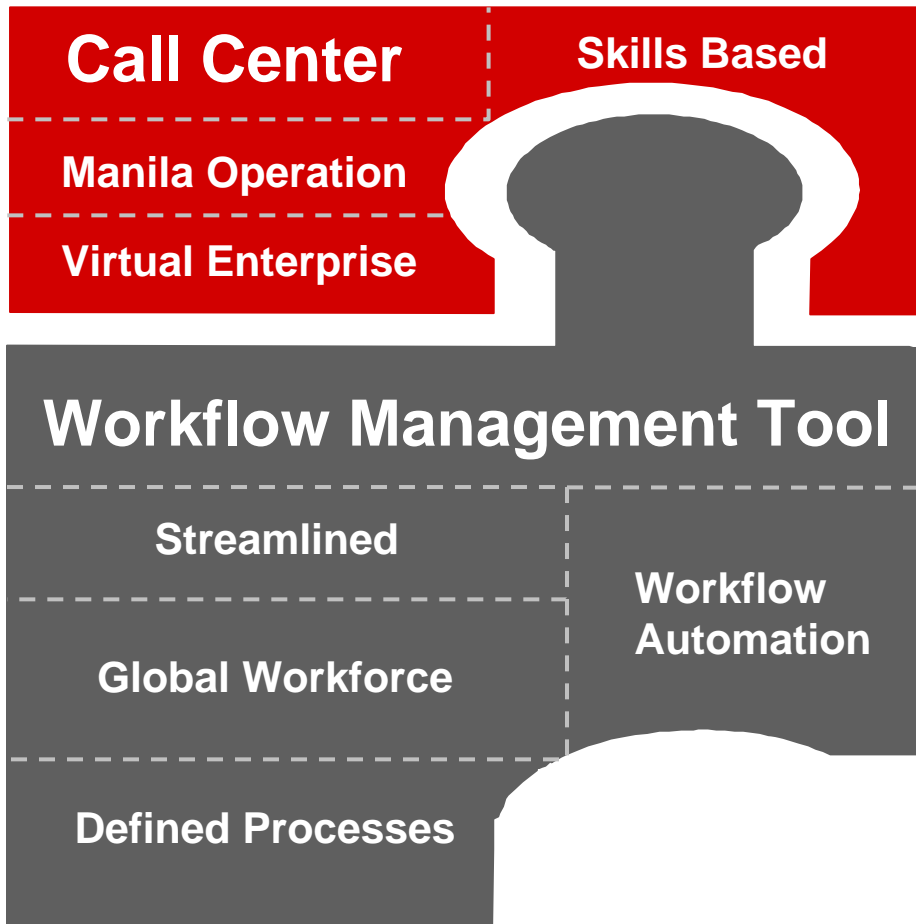 Call Center
Skills Based
Manila Operation
Virtual Enterprise
Workflow Management Tool
Streamlined
Workflow
Automation
Global Workforce
Defined Processes